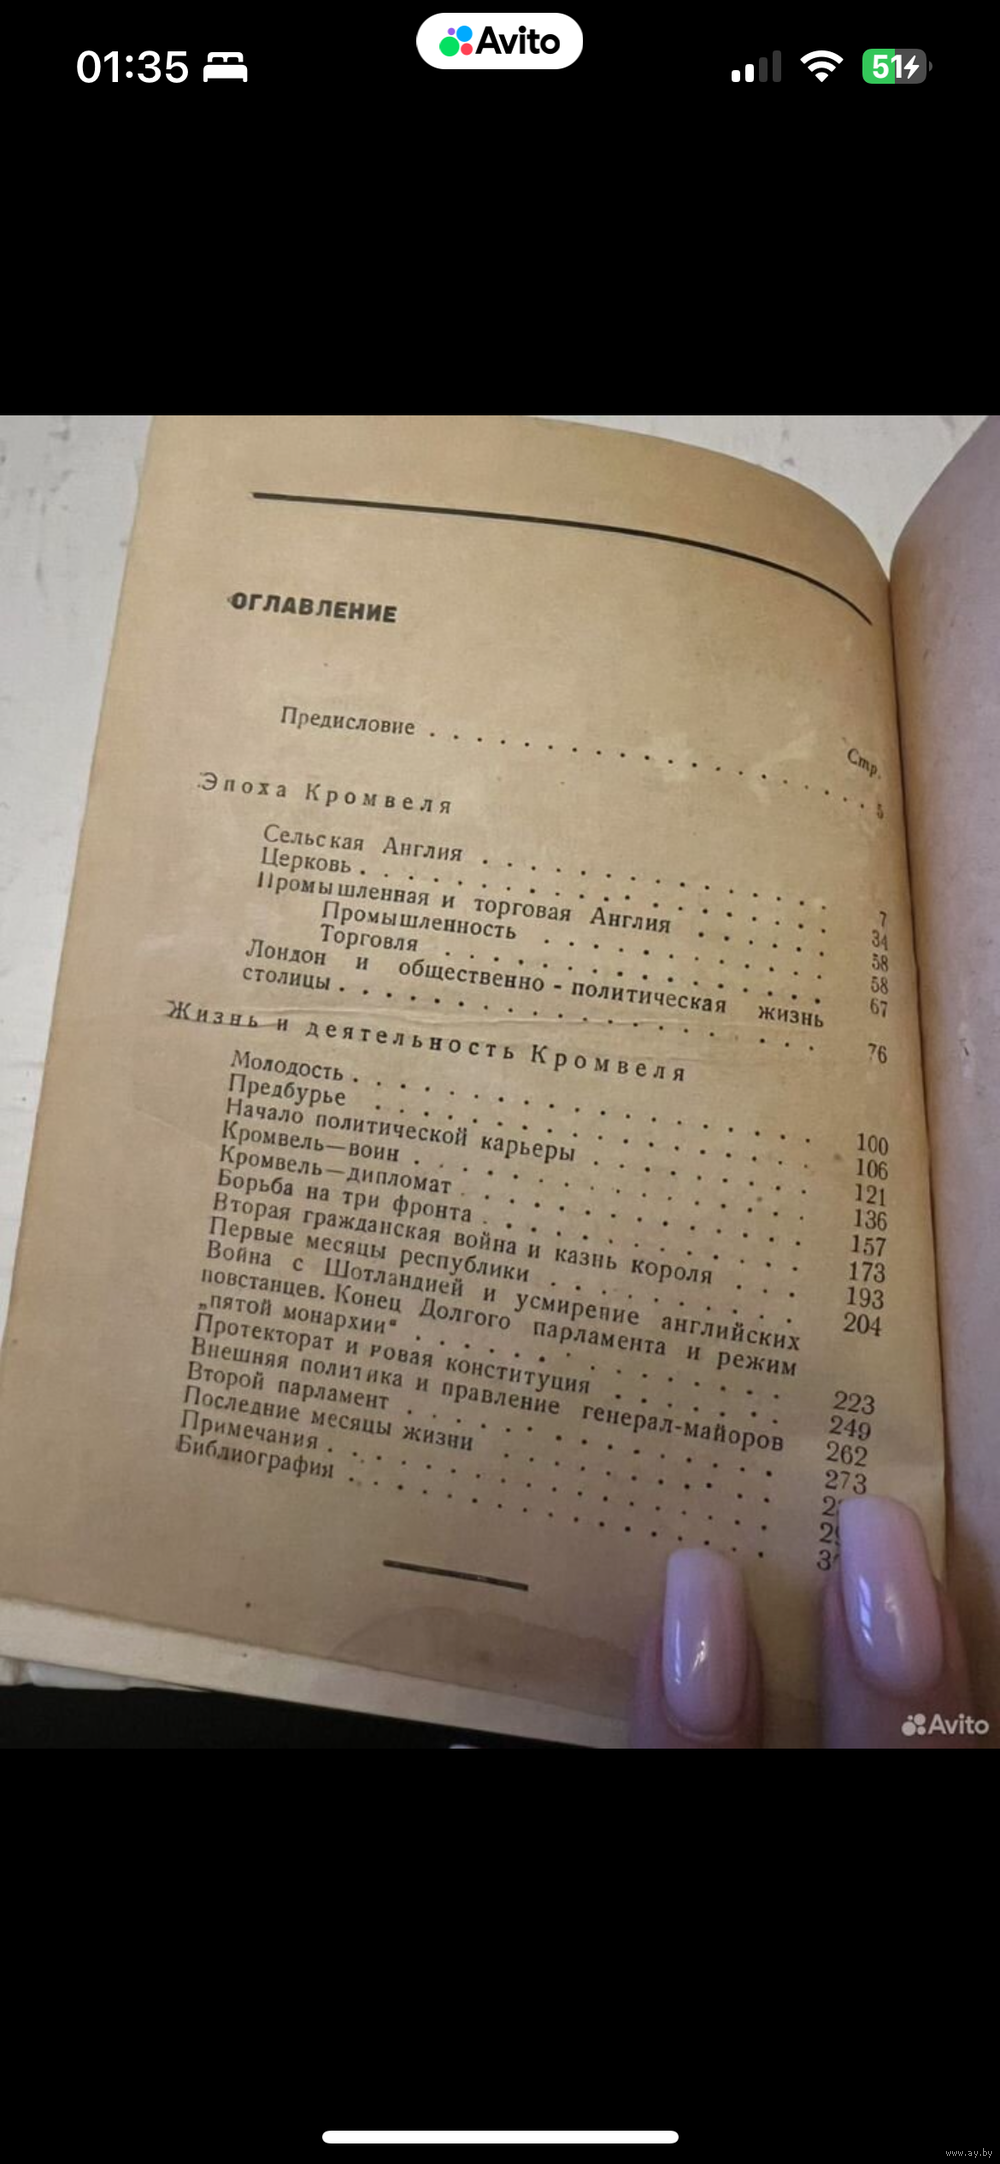 01:35
Avito
51
ОГЛАВЛЕНИЕ
Стр.
Предисловие . . . . . . . . . . . . . . . . . . . 5
Эпоха Кромвеля
Сельская Англия . . . . . . . . . . . . . . . 7
Церковь . . . . . . . . . . . . . . . . . . . . 34
Промышленная и торговая Англия . . . . . . 58
Промышленность . . . . . . . . . . . . . 58
Торговля . . . . . . . . . . . . . . . . . 67
Лондон и общественно-политическая жизнь
столицы . . . . . . . . . . . . . . . . . . . . 76
Жизнь и деятельность Кромвеля
Молодость . . . . . . . . . . . . . . . . . . . 100
Предбурье . . . . . . . . . . . . . . . . . . . 106
Начало политической карьеры . . . . . . . . . 121
Кромвель—воин . . . . . . . . . . . . . . . . . 136
Кромвель—дипломат . . . . . . . . . . . . . . . 157
Борьба на три фронта . . . . . . . . . . . . . . 173
Вторая гражданская война и казнь короля . . . 193
Первые месяцы республики . . . . . . . . . . . 204
Война с Шотландией и усмирение английских
повстанцев. Конец Долгого парламента и режим
„пятой монархии“ . . . . . . . . . . . . . . . . 223
Протекторат и новая конституция . . . . . . . . 249
Внешняя политика и правление генерал-майоров 262
Второй парламент . . . . . . . . . . . . . . . . 273
Последние месяцы жизни . . . . . . . . . . . .
Примечания . . . . . . . . . . . . . . . . . . .
Библиография . . . . . . . . . . . . . . . . . .
Avito
www.ay.by